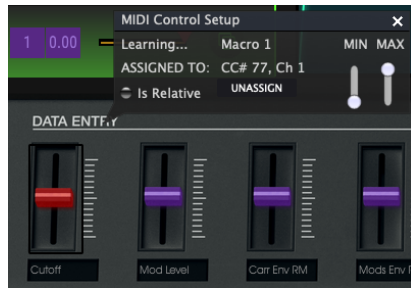 MIDI Control Setup
1 0.00
Learning... Macro 1 MIN MAX
ASSIGNED TO: CC# 77, Ch 1
Is Relative UNASSIGN
DATA ENTRY
Cutoff Mod Level Carr Env RM Mods Env